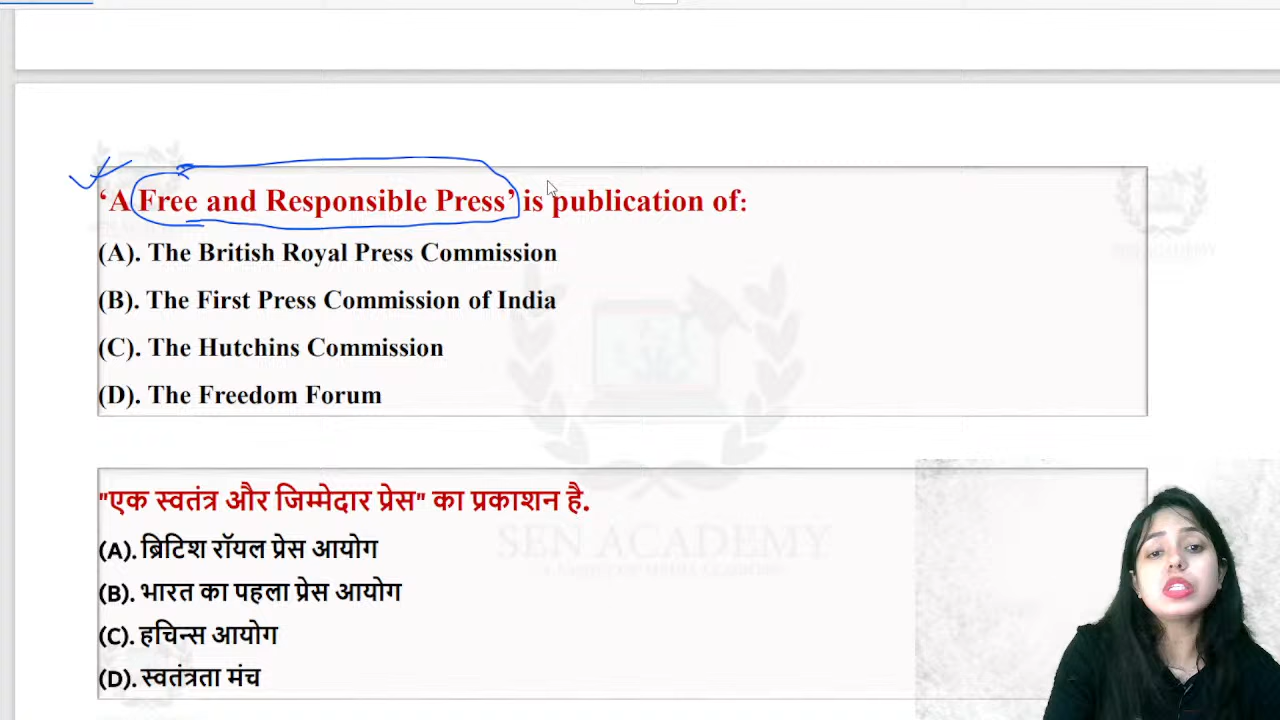 ‘A Free and Responsible Press’ is publication of:
(A). The British Royal Press Commission
(B). The First Press Commission of India
(C). The Hutchins Commission
(D). The Freedom Forum
"एक स्वतंत्र और जिम्मेदार प्रेस" का प्रकाशन है.
(A). ब्रिटिश रॉयल प्रेस आयोग
(B). भारत का पहला प्रेस आयोग
(C). हचिन्स आयोग
(D). स्वतंत्रता मंच
SEN ACADEMY
SEN ACADEMY